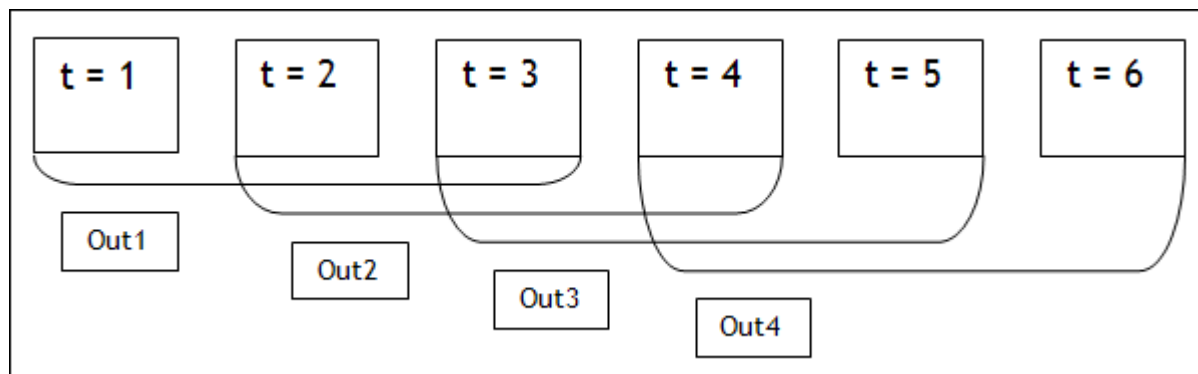 t = 1
t = 2
t = 3
t = 4
t = 5
t = 6
Out1
Out2
Out3
Out4